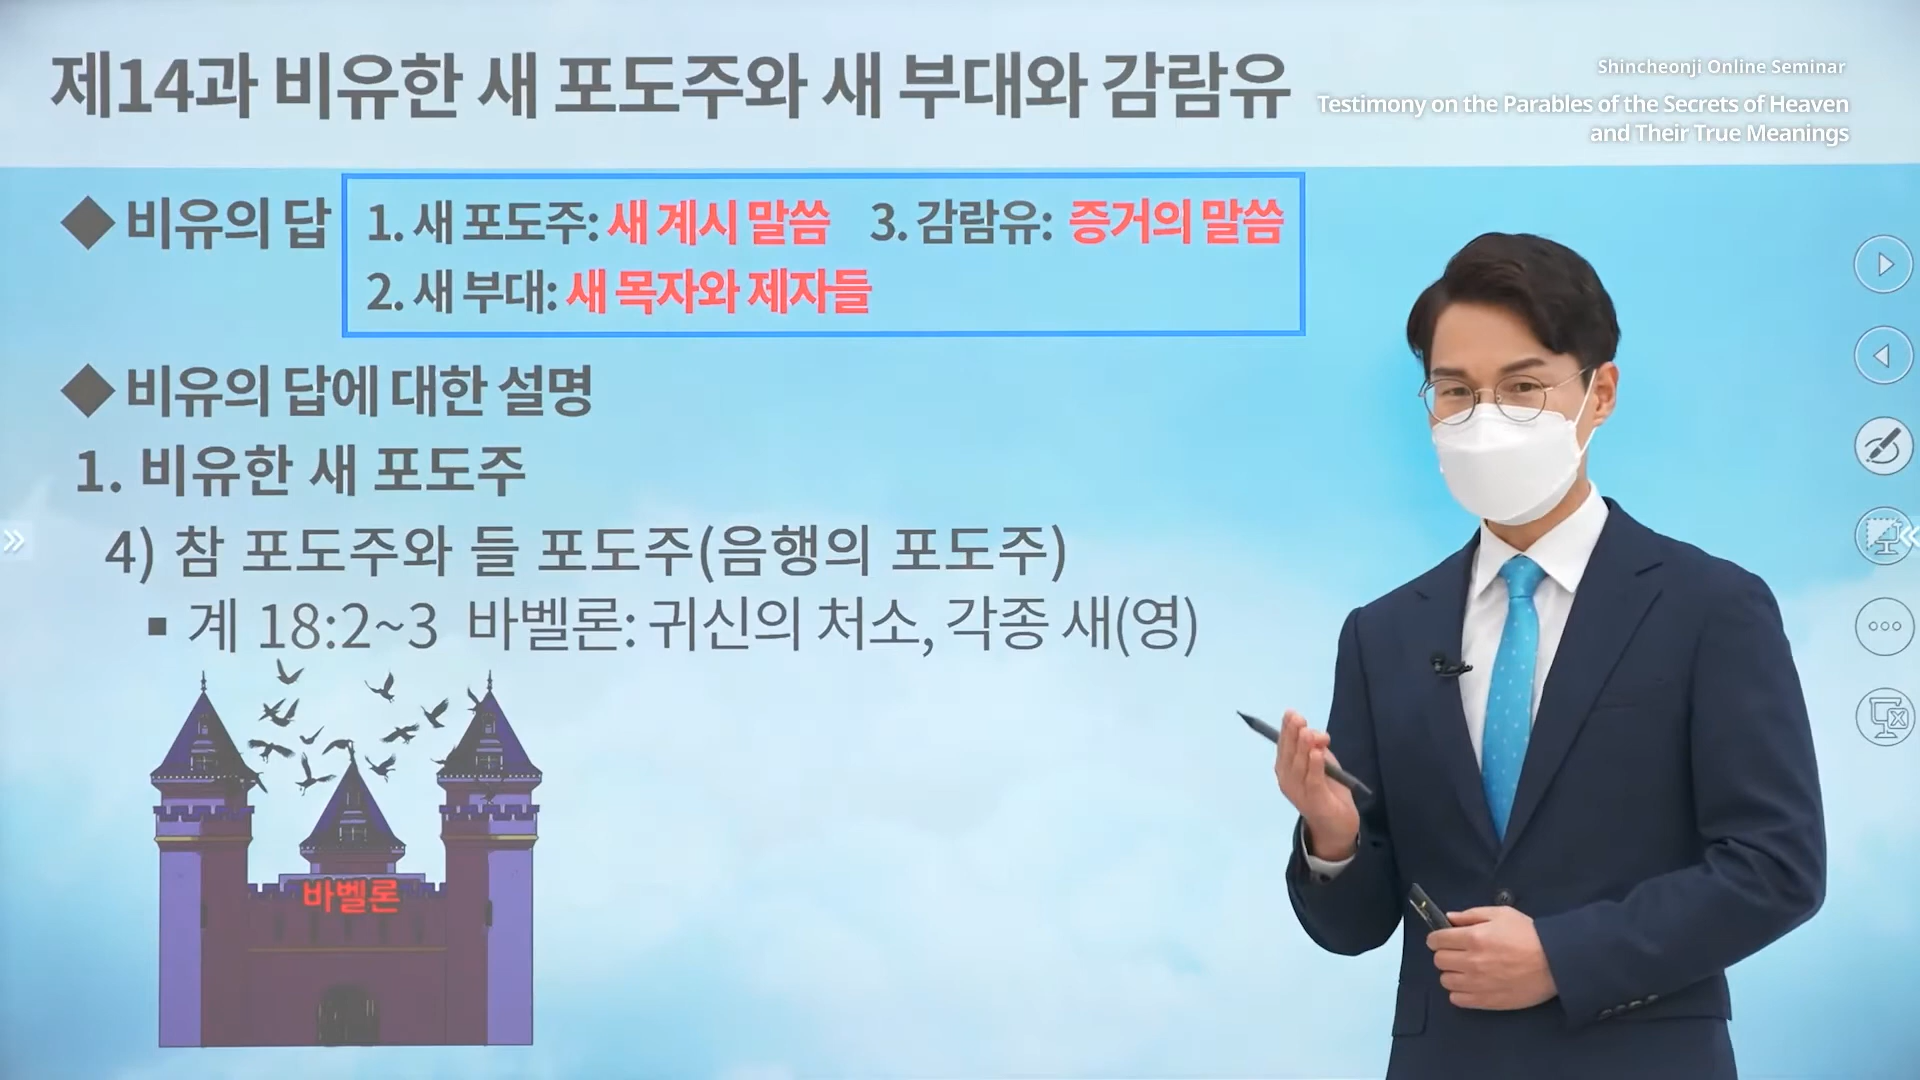 제14과 비유한 새 포도주와 새 부대와 감람유
Shincheonji Online Seminar
Testimony on the Parables of the Secrets of Heaven
and Their True Meanings
◆ 비유의 답
1. 새 포도주: 새 계시 말씀 3. 감람유: 증거의 말씀
2. 새 부대: 새 목자와 제자들
◆ 비유의 답에 대한 설명
1. 비유한 새 포도주
4) 참 포도주와 들 포도주(음행의 포도주)
▪ 계 18:2~3 바벨론: 귀신의 처소, 각종 새(영)
바벨론